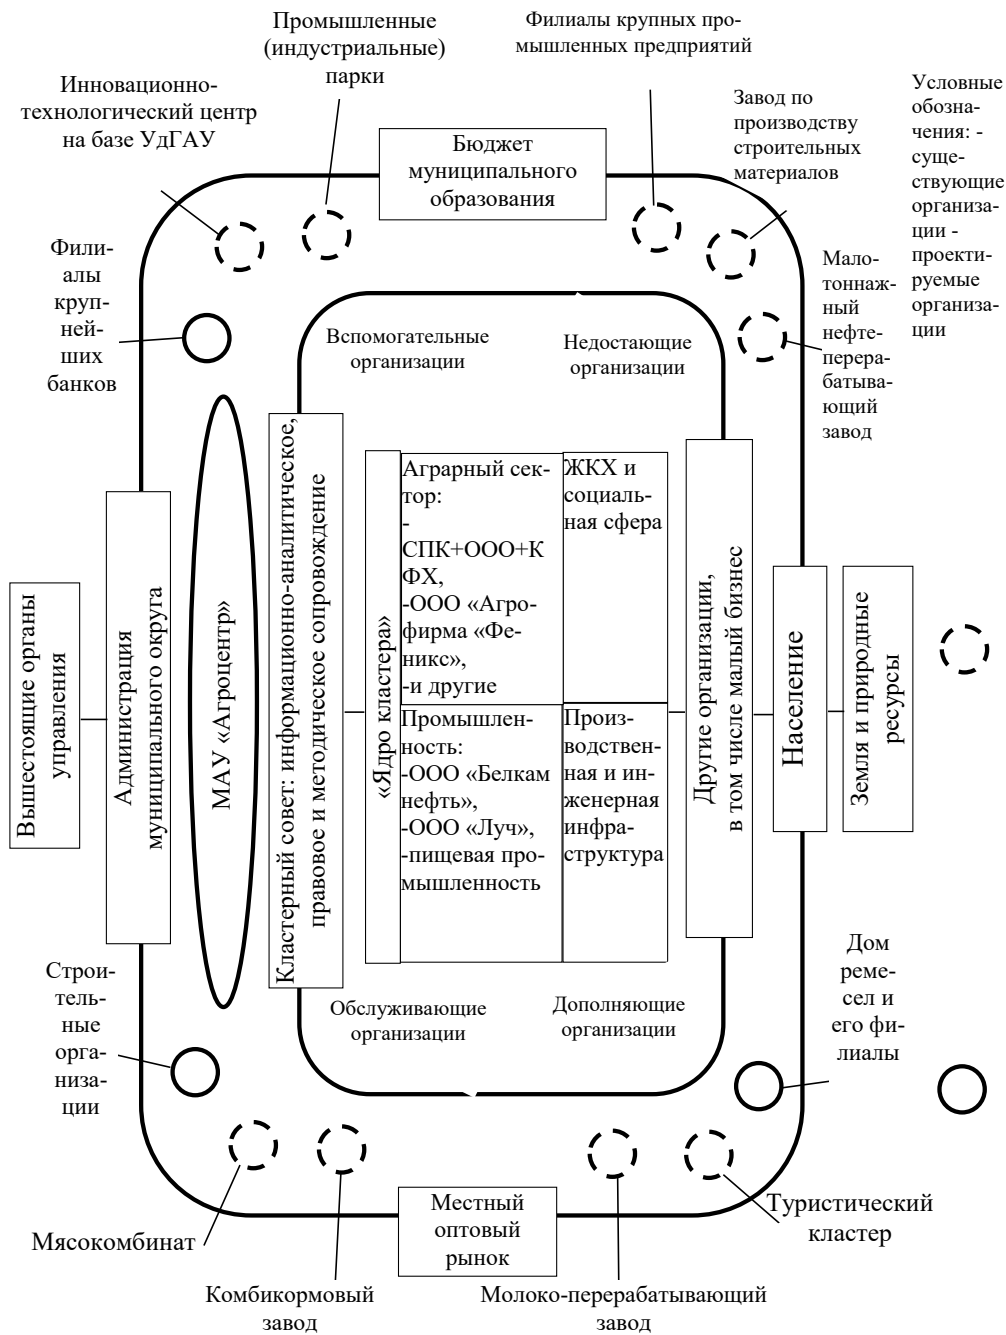 Промышленные
(индустриальные)
парки
Филиалы крупных про-
мышленных предприятий
Инновационно-
технологический центр
на базе УдГАУ
Завод по
производству
строительных
материалов
Условные
обозна-
чения: -
суще-
ствующие
организа-
ции -
проекти-
руемые
организа-
ции
Бюджет
муниципального
образования
Фили-
алы
круп-
ней-
ших
банков
Мало-
тоннаж-
ный
нефте-
перера-
батываю-
ющий
завод
Вспомогательные
организации
Недостающие
организации
Вышестоящие органы
управления
Администрация
муниципального округа
МАУ «Агроцентр»
Кластерный совет: информационно-аналитическое,
правовое и методическое сопровождение
«Ядро кластера»
Аграрный сек-
тор:
-
СПК+ООО+К
ФХ,
-ООО «Агро-
фирма «Фе-
никс»,
-и другие
ЖКХ и
социаль-
ная сфера
Промышлен-
ность:
-ООО «Белкам
нефть»,
-ООО «Луч»,
-пищевая про-
мышленность
Произ-
водствен-
ная и ин-
женерная
инфра-
структура
Другие организации,
в том числе малый бизнес
Население
Земля и природные
ресурсы
Обслуживающие
организации
Дополняющие
организации
Строи-
тель-
ные
орга-
низа-
ции
Дом
реме-
сел и
его фи-
лиалы
Мясокомбинат
Комбикормовый
завод
Местный
оптовый
рынок
Молоко-перерабатывающий
завод
Туристический
кластер